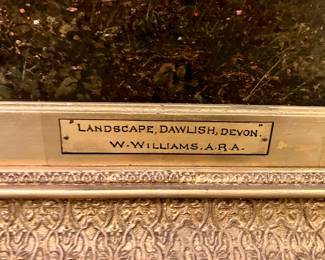 LANDSCAPE, DAWLISH, DEVON.
W. WILLIAMS. A.R.A.